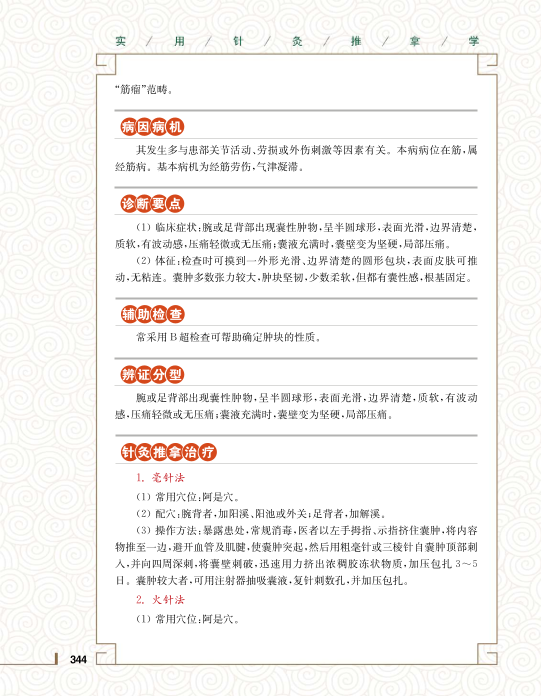 实 / 用 / 针 / 灸 / 推 / 拿 / 学
“筋瘤”范畴。
病因病机
其发生多与患部关节活动、劳损或外伤刺激等因素有关。本病病位在筋,属
经筋病。基本病机为经筋劳伤,气津凝滞。
诊断要点
(1) 临床症状:腕或足背部出现囊性肿物,呈半圆球形,表面光滑,边界清楚,
质软,有波动感,压痛轻微或无压痛;囊液充满时,囊壁变为坚硬,局部压痛。
(2) 体征:检查时可摸到一外形光滑、边界清楚的圆形包块,表面皮肤可推
动,无粘连。囊肿多数张力较大,肿块坚韧,少数柔软,但都有囊性感,根基固定。
辅助检查
常采用 B 超检查可帮助确定肿块的性质。
辨证分型
腕或足背部出现囊性肿物,呈半圆球形,表面光滑,边界清楚,质软,有波动
感,压痛轻微或无压痛;囊液充满时,囊壁变为坚硬,局部压痛。
针灸推拿治疗
1. 毫针法
(1) 常用穴位:阿是穴。
(2) 配穴:腕背者,加阳溪、阳池或外关;足背者,加解溪。
(3) 操作方法:暴露患处,常规消毒,医者以左手拇指、示指挤住囊肿,将内容
物推至一边,避开血管及肌腱,使囊肿突起,然后用粗毫针或三棱针自囊肿顶部刺
入,并向四周深刺,将囊壁刺破,迅速用力挤出浓稠胶冻状物质,加压包扎 3～5
日。囊肿较大者,可用注射器抽吸囊液,复针刺数孔,并加压包扎。
2. 火针法
(1) 常用穴位:阿是穴。
344